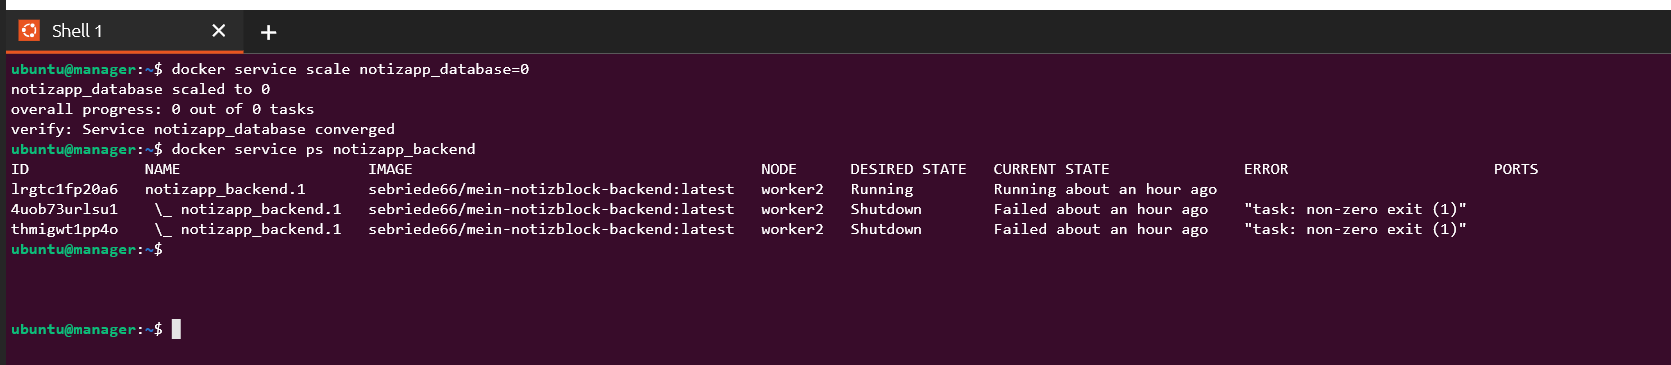 Shell 1 × +
ubuntu@manager:~$ docker service scale notizapp_database=0
notizapp_database scaled to 0
overall progress: 0 out of 0 tasks
verify: Service notizapp_database converged
ubuntu@manager:~$ docker service ps notizapp_backend
ID NAME IMAGE NODE DESIRED STATE CURRENT STATE ERROR PORTS
lrgtc1fp20a6 notizapp_backend.1 sebriede66/mein-notizblock-backend:latest worker2 Running Running about an hour ago
4uob73urlsu1 \_ notizapp_backend.1 sebriede66/mein-notizblock-backend:latest worker2 Shutdown Failed about an hour ago "task: non-zero exit (1)"
thmigwt1pp4o \_ notizapp_backend.1 sebriede66/mein-notizblock-backend:latest worker2 Shutdown Failed about an hour ago "task: non-zero exit (1)"
ubuntu@manager:~$
ubuntu@manager:~$